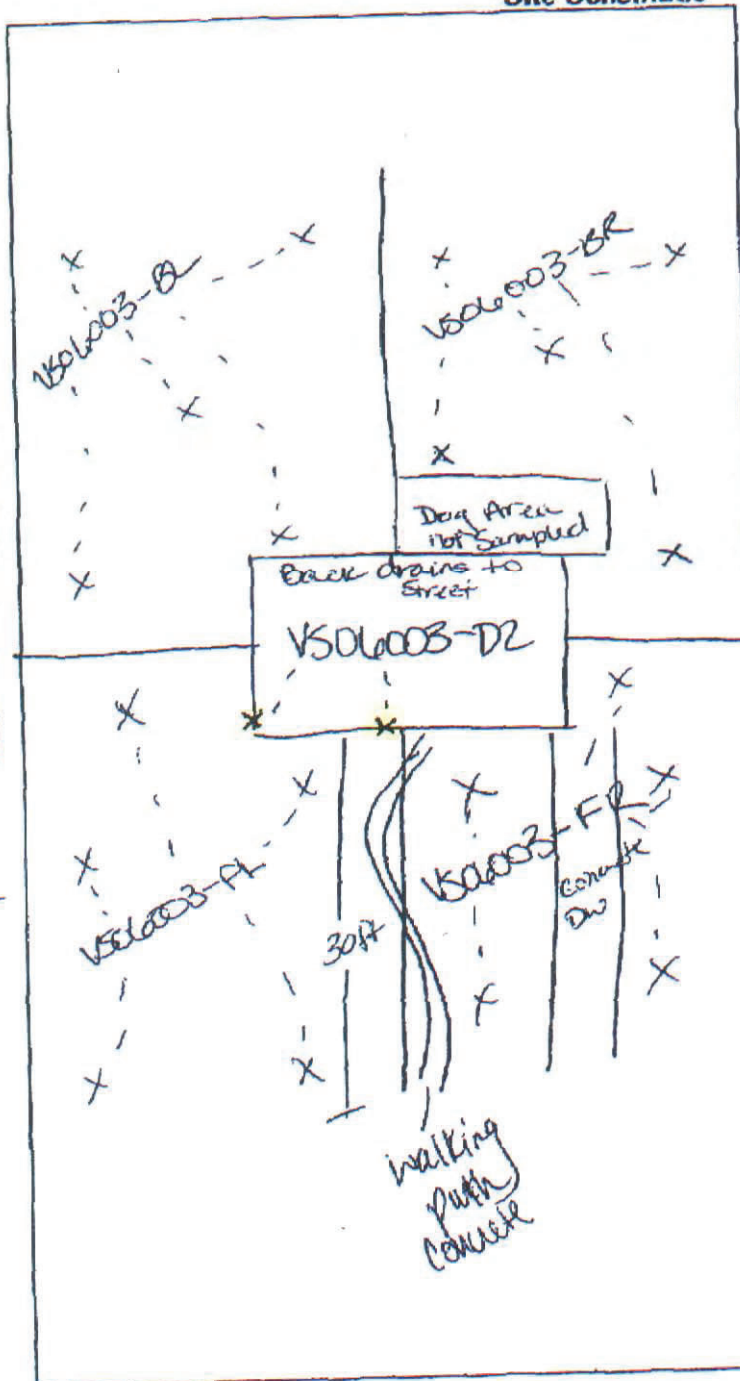 Site Schematic
VS06003-BL
VS06003-BR
Dog Area
Not Sampled
Back drains to
Street
VS06003-D2
VS06003-FL
VS06003-FR
Concrete
DW
30ft
walking
path
concrete